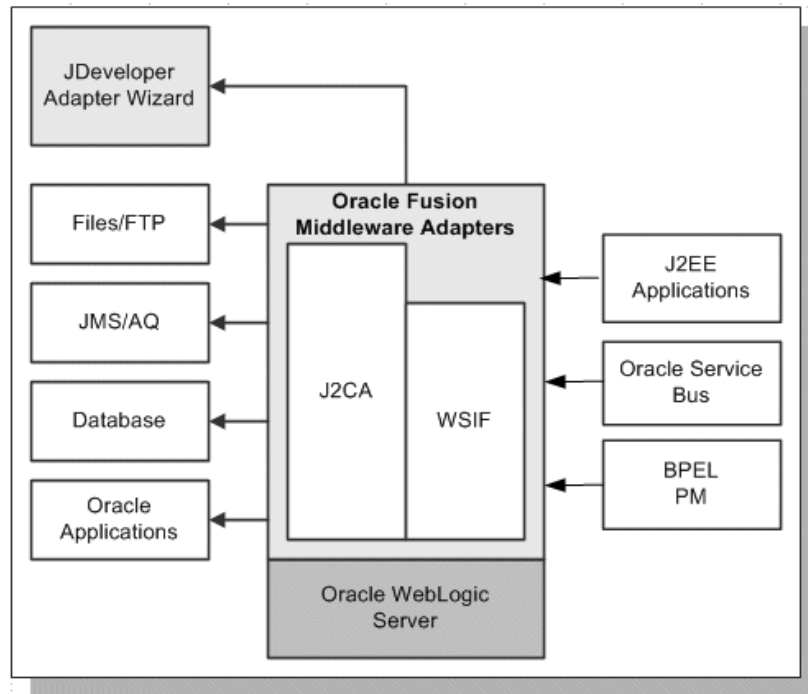 JDeveloper
Adapter Wizard
Files/FTP
JMS/AQ
Database
Oracle
Applications
Oracle Fusion
Middleware Adapters
J2CA
WSIF
Oracle WebLogic
Server
J2EE
Applications
Oracle Service
Bus
BPEL
PM